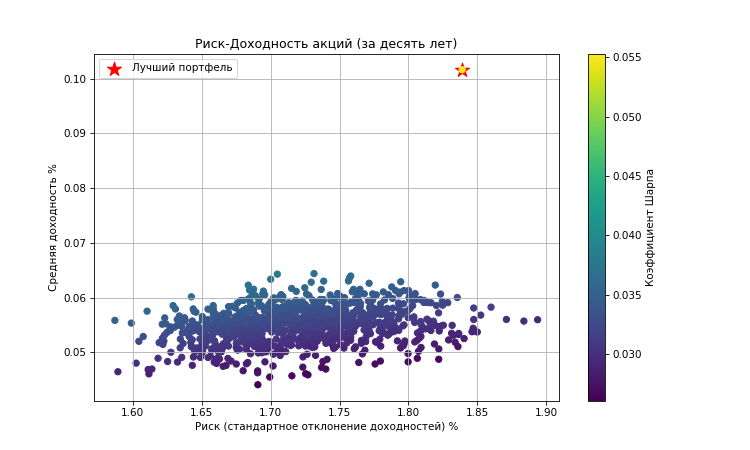 Риск-Доходность акций (за десять лет)
Лучший портфель
0.10
0.09
0.08
0.07
0.06
0.05
Средняя доходность %
1.60 1.65 1.70 1.75 1.80 1.85 1.90
Риск (стандартное отклонение доходностей) %
0.055
0.050
0.045
0.040
0.035
0.030
Коэффициент Шарпа